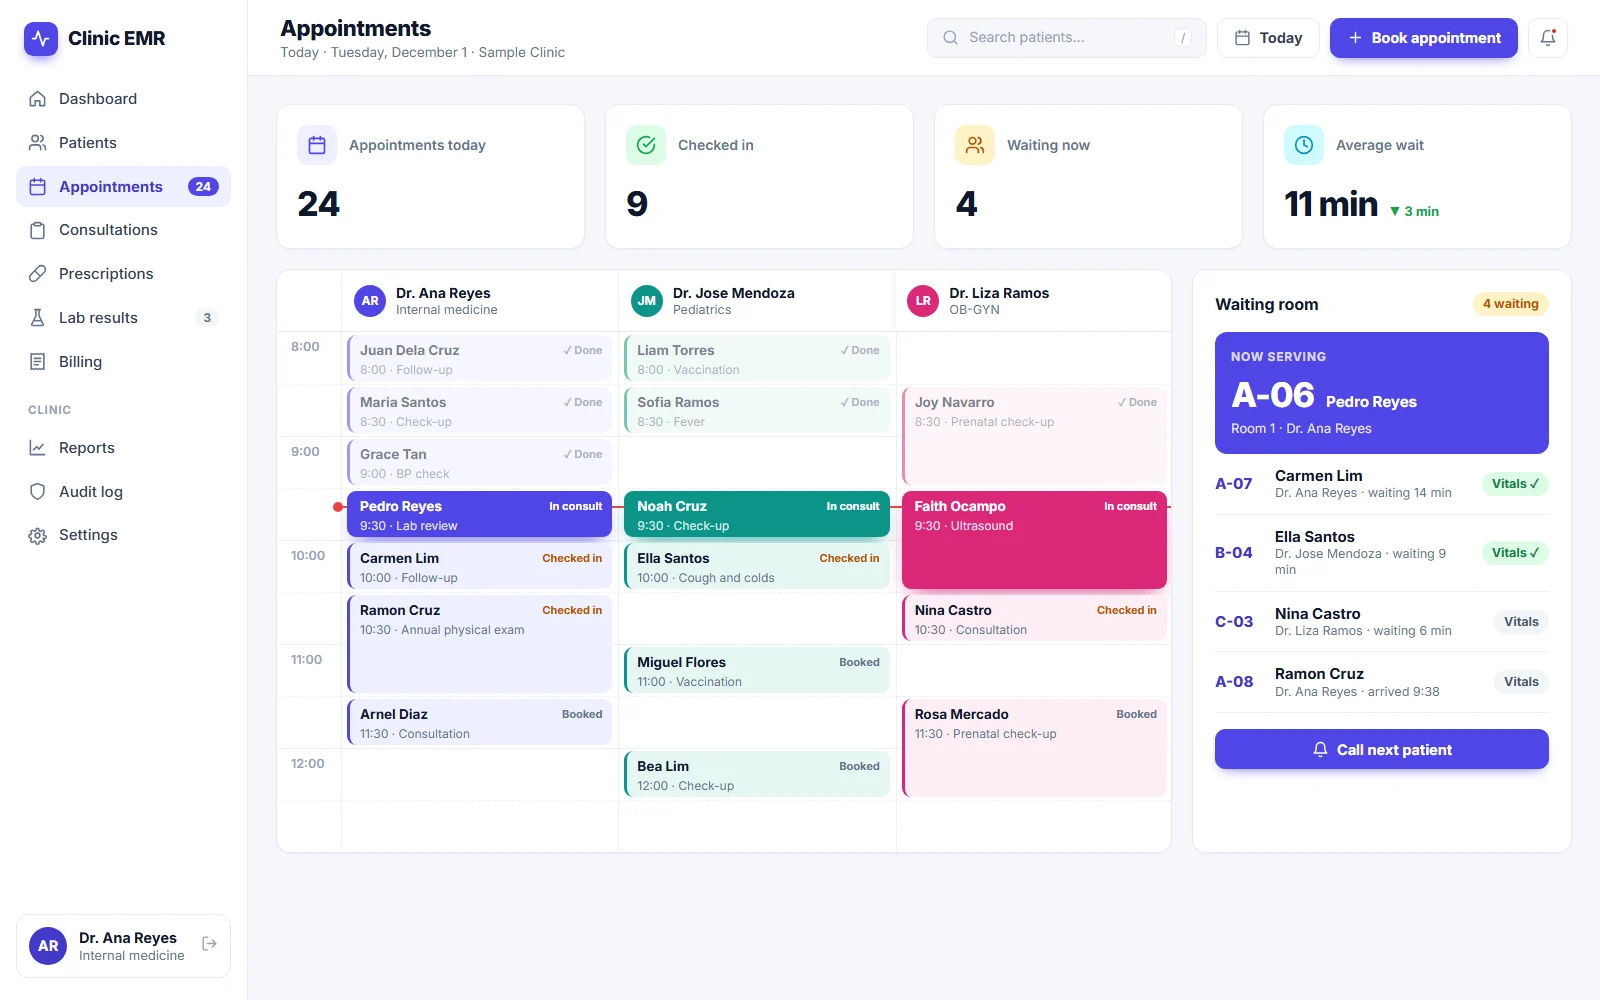 Clinic EMR
Dashboard
Patients
Appointments 24
Consultations
Prescriptions
Lab results 3
Billing
CLINIC
Reports
Audit log
Settings
AR
Dr. Ana Reyes
Internal medicine
Appointments
Today · Tuesday, December 1 · Sample Clinic
Search patients... /
Today
Book appointment
Appointments today
24
Checked in
9
Waiting now
4
Average wait
11 min ▼ 3 min
AR
Dr. Ana Reyes
Internal medicine
JM
Dr. Jose Mendoza
Pediatrics
LR
Dr. Liza Ramos
OB-GYN
8:00
Juan Dela Cruz ✓ Done
8:00 · Follow-up
Liam Torres ✓ Done
8:00 · Vaccination
Maria Santos ✓ Done
8:30 · Check-up
Sofia Ramos ✓ Done
8:30 · Fever
Joy Navarro ✓ Done
8:30 · Prenatal check-up
9:00
Grace Tan ✓ Done
9:00 · BP check
Pedro Reyes In consult
9:30 · Lab review
Noah Cruz In consult
9:30 · Check-up
Faith Ocampo In consult
9:30 · Ultrasound
10:00
Carmen Lim Checked in
10:00 · Follow-up
Ella Santos Checked in
10:00 · Cough and colds
Ramon Cruz Checked in
10:30 · Annual physical exam
Nina Castro Checked in
10:30 · Consultation
11:00
Miguel Flores Booked
11:00 · Vaccination
Arnel Diaz Booked
11:30 · Consultation
Rosa Mercado Booked
11:30 · Prenatal check-up
12:00
Bea Lim Booked
12:00 · Check-up
Waiting room 4 waiting
NOW SERVING
A-06 Pedro Reyes
Room 1 · Dr. Ana Reyes
A-07 Carmen Lim Vitals ✓
Dr. Ana Reyes · waiting 14 min
B-04 Ella Santos Vitals ✓
Dr. Jose Mendoza · waiting 9
min
C-03 Nina Castro Vitals
Dr. Liza Ramos · waiting 6 min
A-08 Ramon Cruz Vitals
Dr. Ana Reyes · arrived 9:38
Call next patient